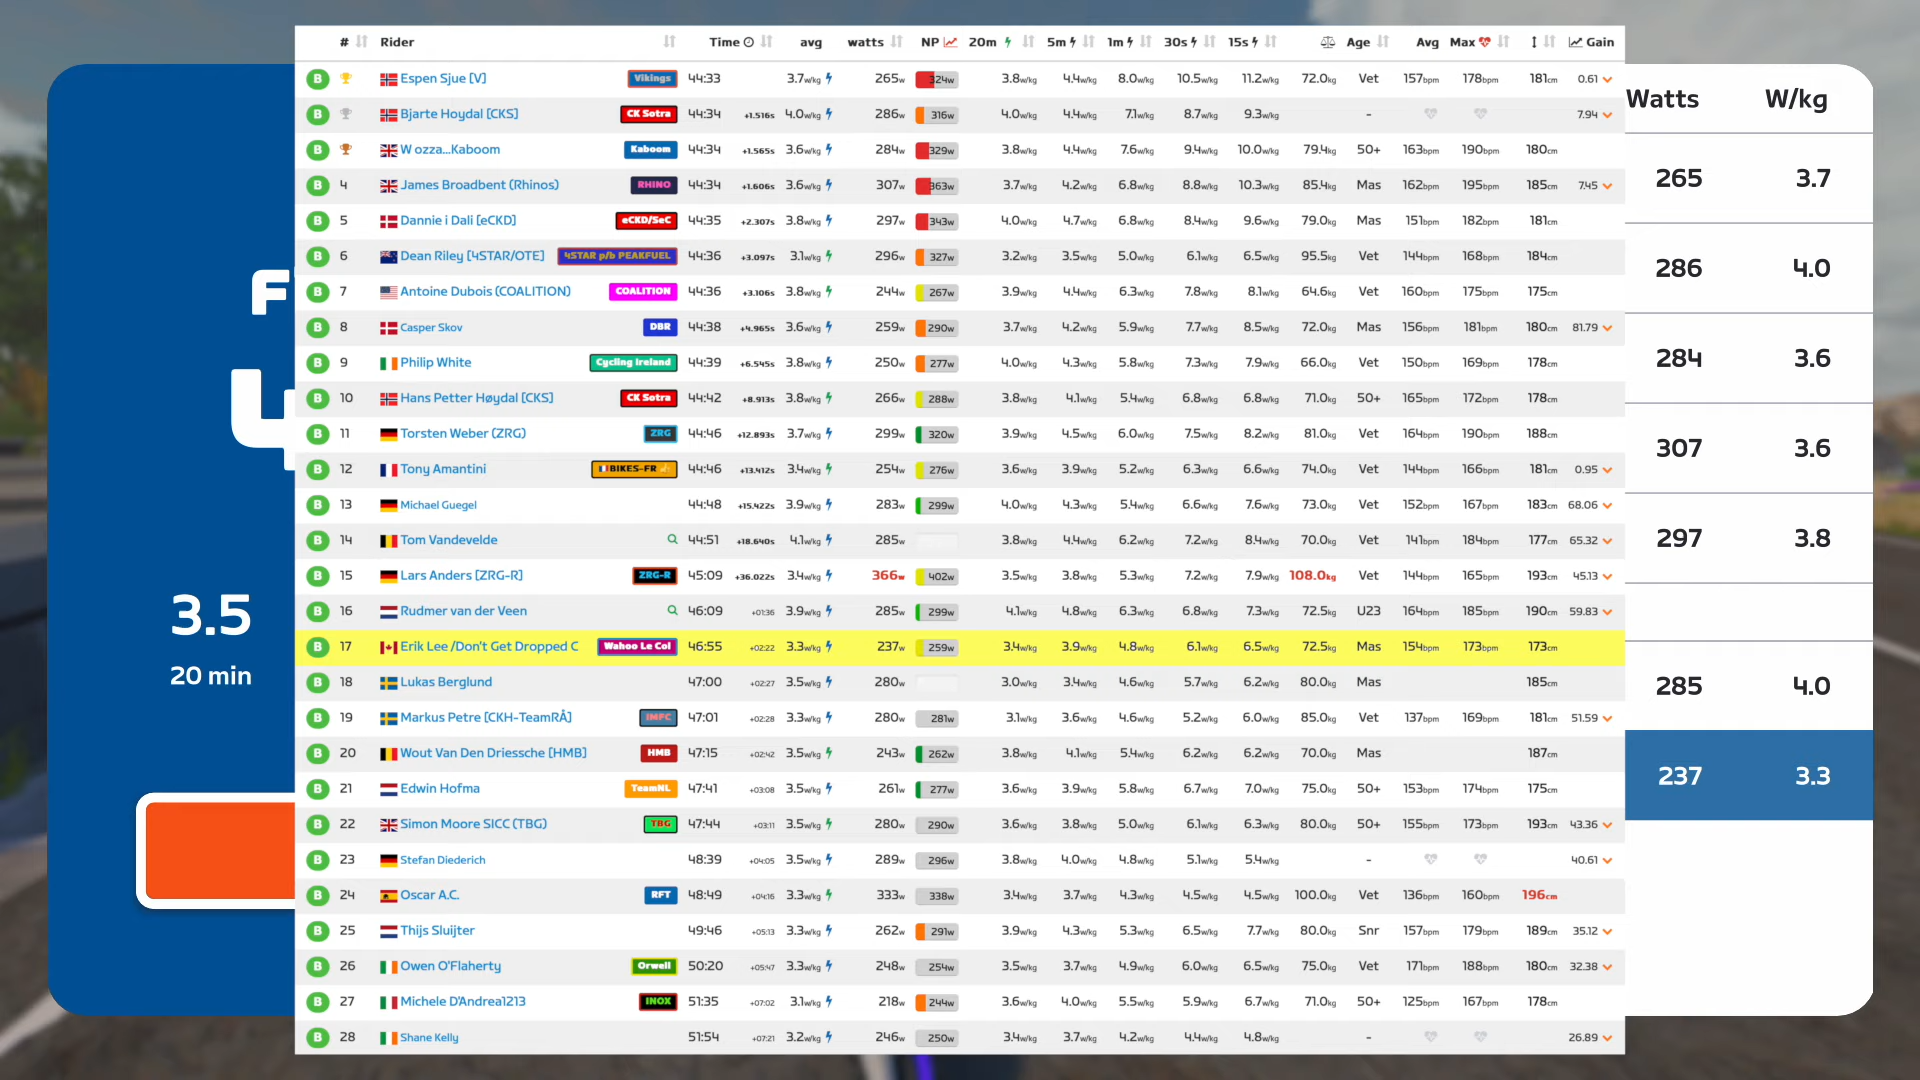 # Rider Time avg watts NP 20m 5m 1m 30s 15s Age Avg Max Gain
B Espen Sjue [V] Vikings 44:33 3.7w/kg 265w 324w 3.8w/kg 4.4w/kg 8.0w/kg 10.5w/kg 11.2w/kg 72.0kg Vet 157bpm 178bpm 181cm 0.61
B Bjarte Hoydal [CKS] CK Sotra 44:34 +1.516s 4.0w/kg 286w 316w 4.0w/kg 4.4w/kg 7.1w/kg 8.7w/kg 9.3w/kg - 7.94
B W ozza...Kaboom Kaboom 44:34 +1.565s 3.6w/kg 284w 329w 3.8w/kg 4.4w/kg 7.6w/kg 9.4w/kg 10.0w/kg 79.4kg 50+ 163bpm 190bpm 180cm
B 4 James Broadbent (Rhinos) RHINO 44:34 +1.606s 3.6w/kg 307w 363w 3.7w/kg 4.2w/kg 6.8w/kg 8.8w/kg 10.3w/kg 85.4kg Mas 162bpm 195bpm 185cm 7.45
B 5 Dannie i Dali [eCKD] eCKD/SeC 44:35 +2.307s 3.8w/kg 297w 343w 4.0w/kg 4.7w/kg 6.8w/kg 8.4w/kg 9.6w/kg 79.0kg Mas 151bpm 182bpm 181cm
B 6 Dean Riley [4STAR/OTE] 4STAR p/b PEAKFUEL 44:36 +3.097s 3.1w/kg 296w 327w 3.2w/kg 3.5w/kg 5.0w/kg 6.1w/kg 6.5w/kg 95.5kg Vet 144bpm 168bpm 184cm
B 7 Antoine Dubois (COALITION) COALITION 44:36 +3.106s 3.8w/kg 244w 267w 3.9w/kg 4.4w/kg 6.3w/kg 7.8w/kg 8.1w/kg 64.6kg Vet 160bpm 175bpm 175cm
B 8 Casper Skov DBR 44:38 +4.965s 3.6w/kg 259w 290w 3.7w/kg 4.2w/kg 5.9w/kg 7.7w/kg 8.5w/kg 72.0kg Mas 156bpm 181bpm 180cm 81.79
B 9 Philip White Cycling Ireland 44:39 +6.545s 3.8w/kg 250w 277w 4.0w/kg 4.3w/kg 5.8w/kg 7.3w/kg 7.9w/kg 66.0kg Vet 150bpm 169bpm 178cm
B 10 Hans Petter Høydal [CKS] CK Sotra 44:42 +8.913s 3.8w/kg 266w 288w 3.8w/kg 4.1w/kg 5.4w/kg 6.8w/kg 6.8w/kg 71.0kg 50+ 165bpm 172bpm 178cm
B 11 Torsten Weber (ZRG) ZRG 44:46 +12.893s 3.7w/kg 299w 320w 3.9w/kg 4.5w/kg 6.0w/kg 7.5w/kg 8.2w/kg 81.0kg Vet 164bpm 190bpm 188cm
B 12 Tony Amantini BIKES-FR 44:46 +13.412s 3.4w/kg 254w 276w 3.6w/kg 3.9w/kg 5.2w/kg 6.3w/kg 6.6w/kg 74.0kg Vet 144bpm 166bpm 181cm 0.95
B 13 Michael Guegel 44:48 +15.422s 3.9w/kg 283w 299w 4.0w/kg 4.3w/kg 5.4w/kg 6.6w/kg 7.6w/kg 73.0kg Vet 152bpm 167bpm 183cm 68.06
B 14 Tom Vandevelde 44:51 +18.640s 4.1w/kg 285w 3.8w/kg 4.4w/kg 6.2w/kg 7.2w/kg 8.4w/kg 70.0kg Vet 141bpm 184bpm 177cm 65.32
B 15 Lars Anders [ZRG-R] ZRG-R 45:09 +36.022s 3.4w/kg 366w 402w 3.5w/kg 3.8w/kg 5.3w/kg 7.2w/kg 7.9w/kg 108.0kg Vet 144bpm 165bpm 193cm 45.13
B 16 Rudmer van der Veen 46:09 +01:36 3.9w/kg 285w 299w 4.1w/kg 4.8w/kg 6.3w/kg 6.8w/kg 7.3w/kg 72.5kg U23 164bpm 185bpm 190cm 59.83
B 17 Erik Lee /Don't Get Dropped C Wahoo Le Col 46:55 +02:22 3.3w/kg 237w 259w 3.4w/kg 3.9w/kg 4.8w/kg 6.1w/kg 6.5w/kg 72.5kg Mas 154bpm 173bpm 173cm
B 18 Lukas Berglund 47:00 +02:27 3.5w/kg 280w 3.0w/kg 3.4w/kg 4.6w/kg 5.7w/kg 6.2w/kg 80.0kg Mas 185cm
B 19 Markus Petre [CKH-TeamRÅ] IMFC 47:01 +02:28 3.3w/kg 280w 281w 3.1w/kg 3.6w/kg 4.6w/kg 5.2w/kg 6.0w/kg 85.0kg Vet 137bpm 169bpm 181cm 51.59
B 20 Wout Van Den Driessche [HMB] HMB 47:15 +02:42 3.5w/kg 243w 262w 3.8w/kg 4.1w/kg 5.4w/kg 6.2w/kg 6.2w/kg 70.0kg Mas 187cm
B 21 Edwin Hofma TeamNL 47:41 +03:08 3.5w/kg 261w 277w 3.6w/kg 3.9w/kg 5.8w/kg 6.7w/kg 7.0w/kg 75.0kg 50+ 153bpm 174bpm 175cm
B 22 Simon Moore SICC (TBG) TBG 47:44 +03:11 3.5w/kg 280w 290w 3.6w/kg 3.8w/kg 5.0w/kg 6.1w/kg 6.3w/kg 80.0kg 50+ 155bpm 173bpm 193cm 43.36
B 23 Stefan Diederich 48:39 +04:05 3.5w/kg 289w 296w 3.8w/kg 4.0w/kg 4.8w/kg 5.1w/kg 5.4w/kg - 40.61
B 24 Oscar A.C. RFT 48:49 +04:16 3.3w/kg 333w 338w 3.4w/kg 3.7w/kg 4.3w/kg 4.5w/kg 4.5w/kg 100.0kg Vet 136bpm 160bpm 196cm
B 25 Thijs Sluijter 49:46 +05:13 3.3w/kg 262w 291w 3.9w/kg 4.3w/kg 5.3w/kg 6.5w/kg 7.7w/kg 80.0kg Snr 157bpm 179bpm 189cm 35.12
B 26 Owen O'Flaherty Orwell 50:20 +05:47 3.3w/kg 248w 254w 3.5w/kg 3.7w/kg 4.9w/kg 6.0w/kg 6.5w/kg 75.0kg Vet 171bpm 188bpm 180cm 32.38
B 27 Michele D'Andrea1213 INOX 51:35 +07:02 3.1w/kg 218w 244w 3.6w/kg 4.0w/kg 5.5w/kg 5.9w/kg 6.7w/kg 71.0kg 50+ 125bpm 167bpm 178cm
B 28 Shane Kelly 51:54 +07:21 3.2w/kg 246w 250w 3.4w/kg 3.7w/kg 4.2w/kg 4.4w/kg 4.8w/kg - 26.89
F
4
3.5
20 min
Watts W/kg
265 3.7
286 4.0
284 3.6
307 3.6
297 3.8
285 4.0
237 3.3